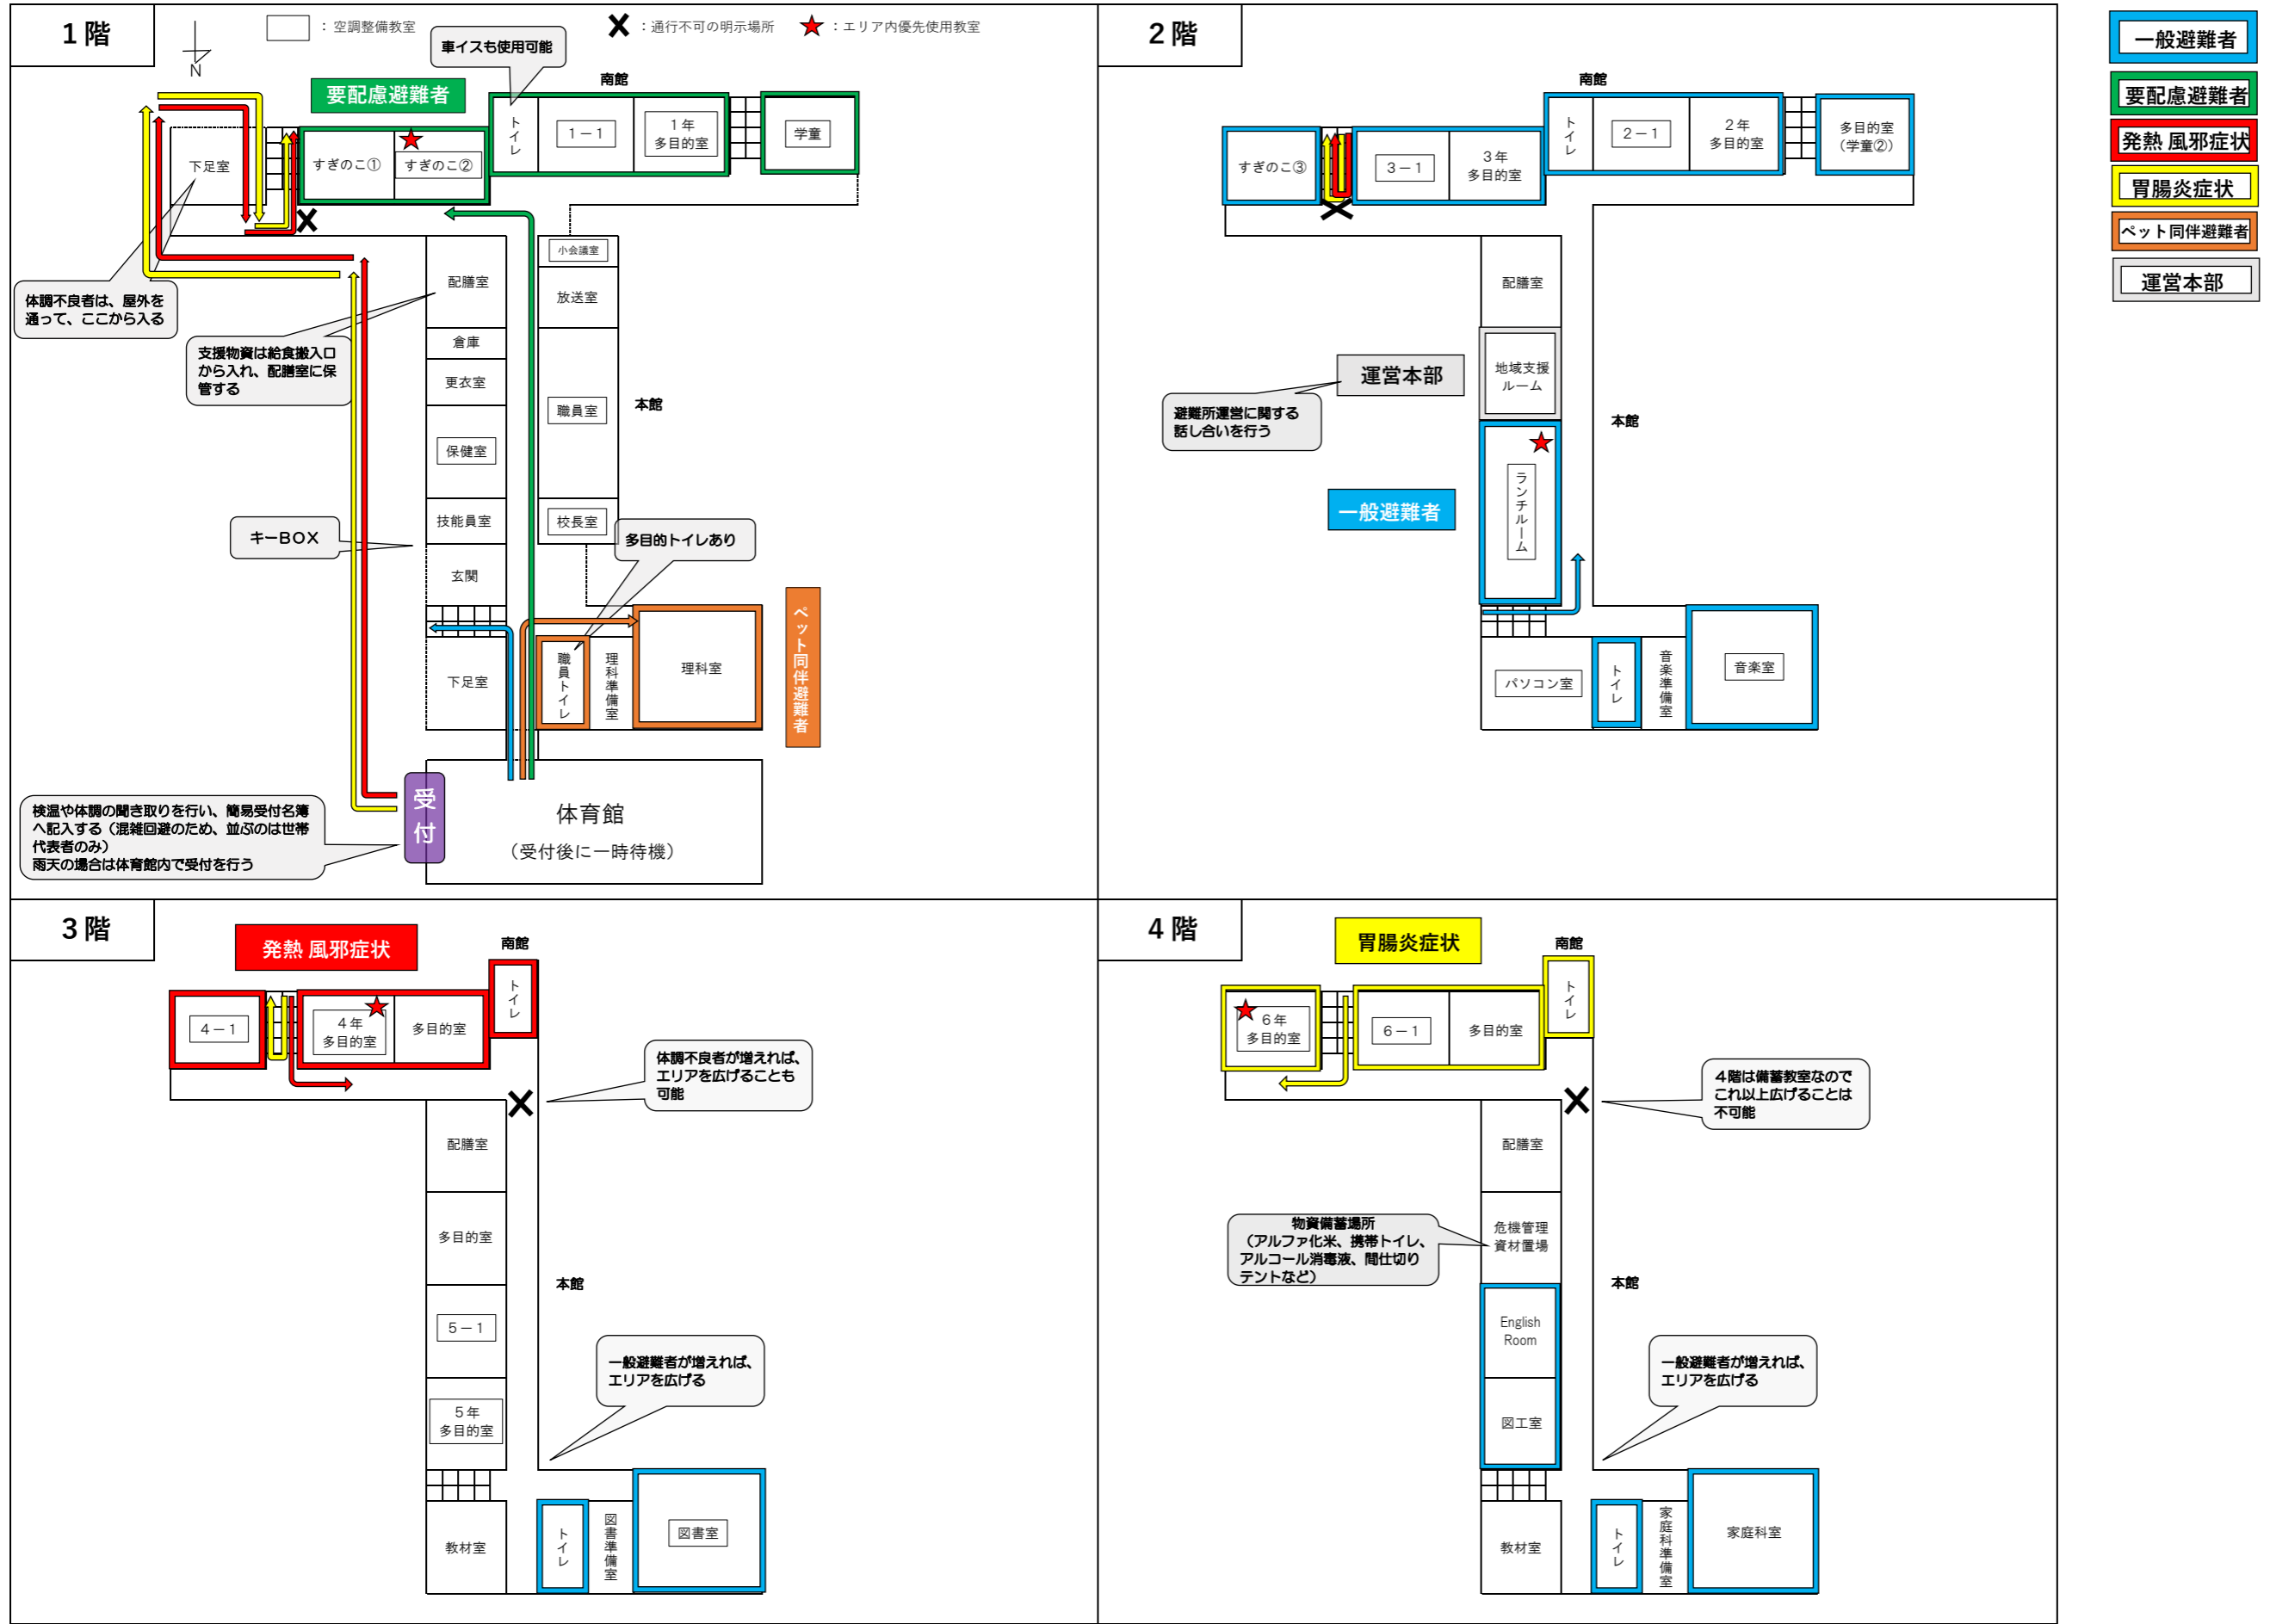 1階
N
：空調整備教室
：通行不可の明示場所
：エリア内優先使用教室
車イスも使用可能
要配慮避難者
南館
下足室
すぎのこ①
すぎのこ②
トイレ
1－1
1年
多目的室
学童
体調不良者は、屋外を
通って、ここから入る
支援物資は給食搬入口
から入れ、配膳室に保
管する
配膳室
倉庫
更衣室
保健室
技能員室
玄関
下足室
小会議室
放送室
職員室
校長室
本館
キーBOX
多目的トイレあり
職員トイレ
理科準備室
理科室
ペット同伴避難者
受付
検温や体調の聞き取りを行い、簡易受付名簿
へ記入する（混雑回避のため、並ぶのは世帯
代表者のみ）
雨天の場合は体育館内で受付を行う
体育館
（受付後に一時待機）
2階
南館
すぎのこ③
3－1
3年
多目的室
トイレ
2－1
2年
多目的室
多目的室
（学童②）
配膳室
運営本部
地域支援
ルーム
避難所運営に関する
話し合いを行う
本館
一般避難者
ランチルーム
パソコン室
トイレ
音楽準備室
音楽室
一般避難者
要配慮避難者
発熱 風邪症状
胃腸炎症状
ペット同伴避難者
運営本部
3階
発熱 風邪症状
南館
4－1
4年
多目的室
多目的室
トイレ
体調不良者が増えれば、
エリアを広げることも
可能
配膳室
多目的室
本館
5－1
一般避難者が増えれば、
エリアを広げる
5年
多目的室
教材室
トイレ
図書準備室
図書室
4階
胃腸炎症状
南館
6年
多目的室
6－1
多目的室
トイレ
4階は備蓄教室なので
これ以上広げることは
不可能
配膳室
物資備蓄場所
（アルファ化米、携帯トイレ、
アルコール消毒液、間仕切り
テントなど）
危機管理
資材置場
本館
English
Room
図工室
一般避難者が増えれば、
エリアを広げる
教材室
トイレ
家庭科準備室
家庭科室